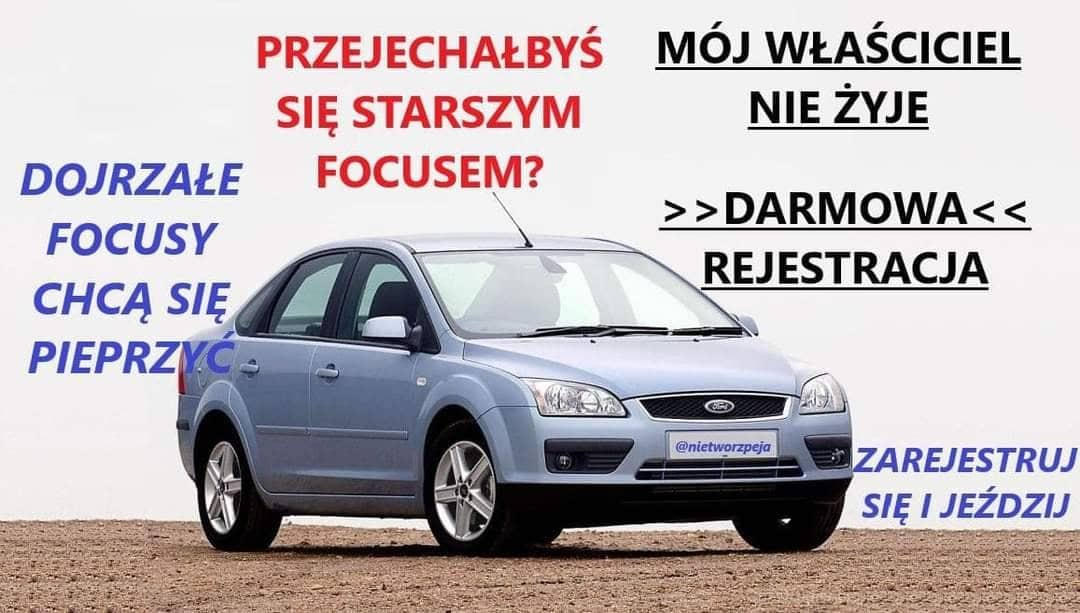 PRZEJECHAŁBYŚ
SIĘ STARSZYM
FOCUSEM?
MÓJ WŁAŚCICIEL
NIE ŻYJE
>>DARMOWA<<
REJESTRACJA
DOJRZAŁE
FOCUSY
CHCĄ SIĘ
PIEPRZYĆ
Ford
@nietworzpeja
ZAREJESTRUJ
SIĘ I JEŹDZIJ